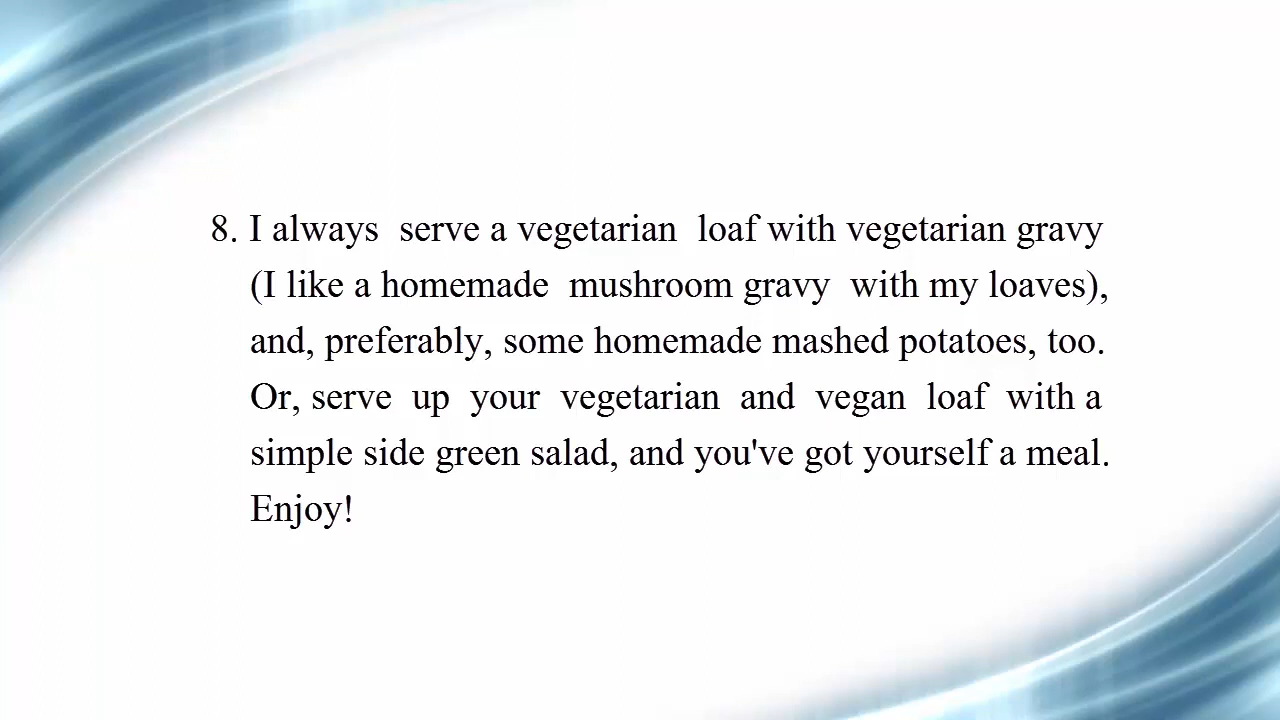 8. I always serve a vegetarian loaf with vegetarian gravy
(I like a homemade mushroom gravy with my loaves),
and, preferably, some homemade mashed potatoes, too.
Or, serve up your vegetarian and vegan loaf with a
simple side green salad, and you've got yourself a meal.
Enjoy!